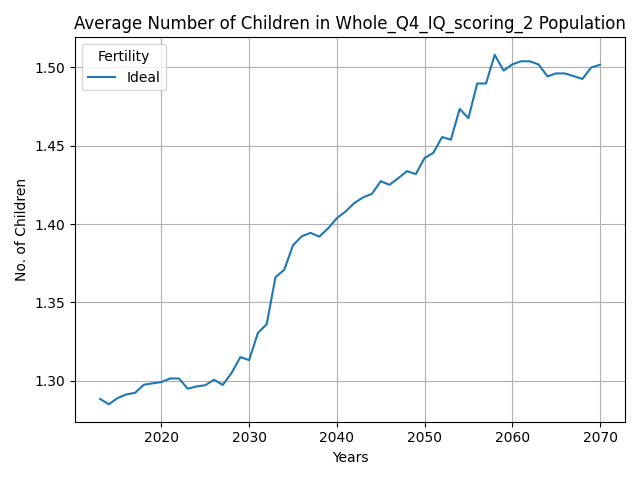 Average Number of Children in Whole_Q4_IQ_scoring_2 Population
Fertility
Ideal
No. of Children
1.50
1.45
1.40
1.35
1.30
2020 2030 2040 2050 2060 2070
Years